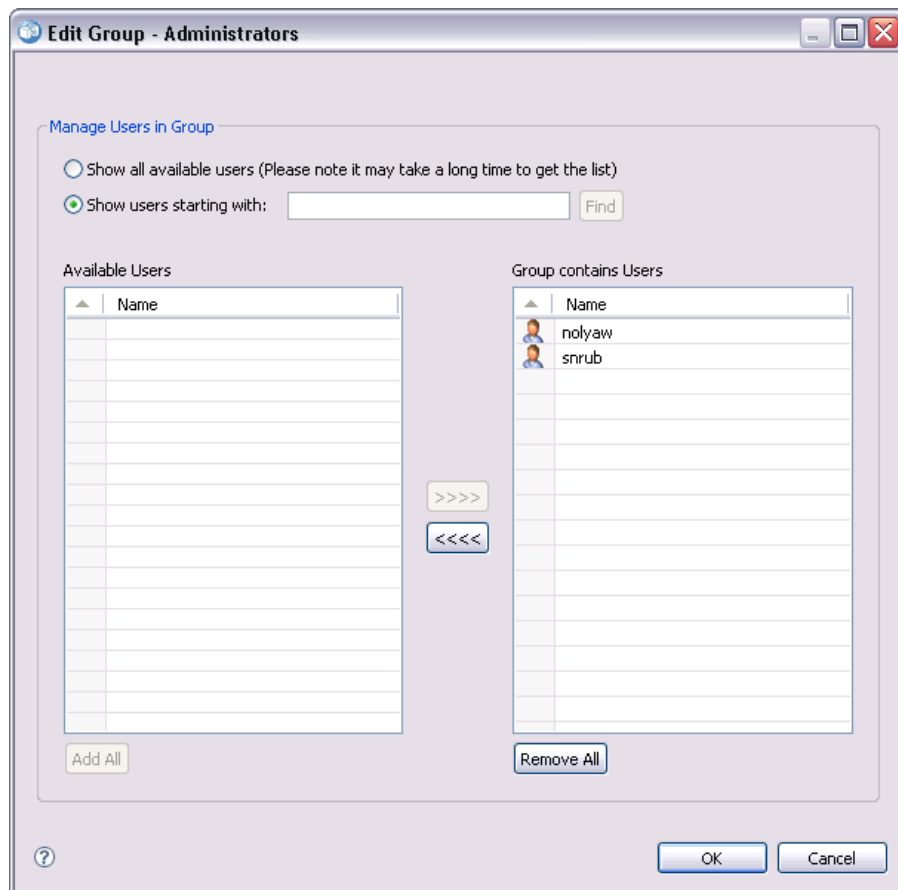 Edit Group - Administrators
Manage Users in Group
Show all available users (Please note it may take a long time to get the list)
Show users starting with:
Find
Available Users
Group contains Users
Name
Name
nolyaw
snrub
>>>>
<<<<
Add All
Remove All
?
OK
Cancel